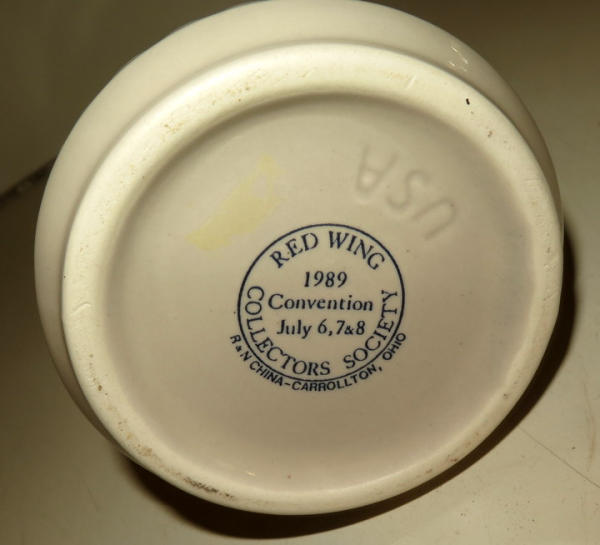 USA
RED WING
1989
Convention
July 6,7&8
COLLECTORS SOCIETY
R&N CHINA-CARROLLTON, OHIO